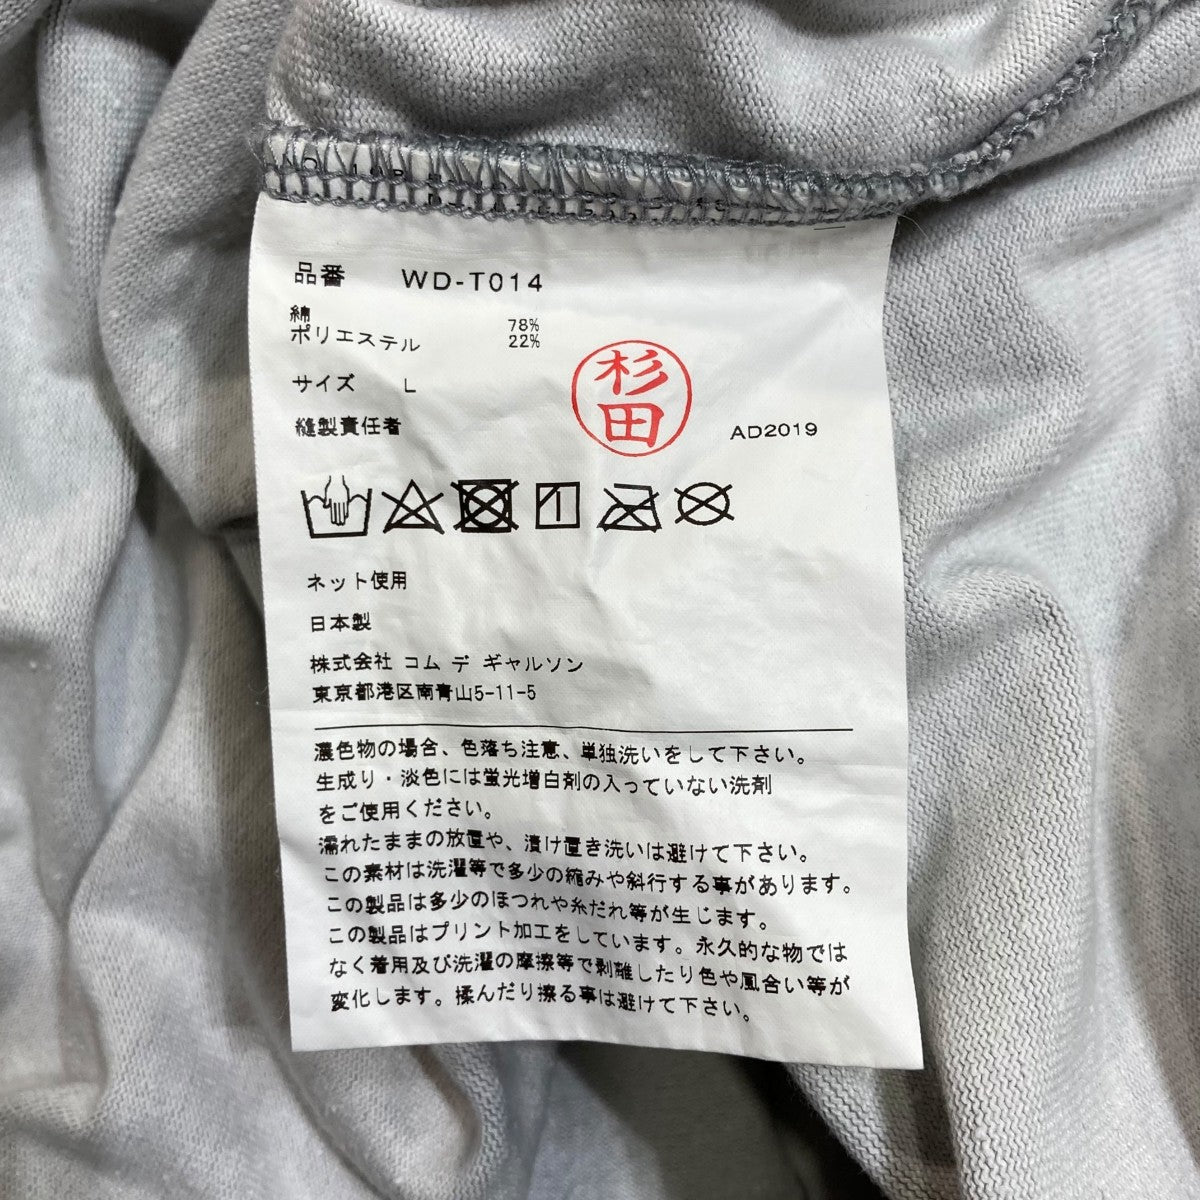 品番 WD-T014
綿 78%
ポリエステル 22%
サイズ L
縫製責任者
杉田
AD2019
ネット使用
日本製
株式会社 コム デ ギャルソン
東京都港区南青山5-11-5
濃色物の場合、色落ち注意、単独洗いをして下さい。
生成り・淡色には蛍光増白剤の入っていない洗剤
をご使用ください。
濡れたままの放置や、漬け置き洗いは避けて下さい。
この素材は洗濯等で多少の縮みや斜行する事があります。
この製品は多少のほつれや糸だれ等が生じます。
この製品はプリント加工をしています。永久的な物では
なく着用及び洗濯の摩擦等で剥離したり色や風合い等が
変化します。揉んだり擦る事は避けて下さい。